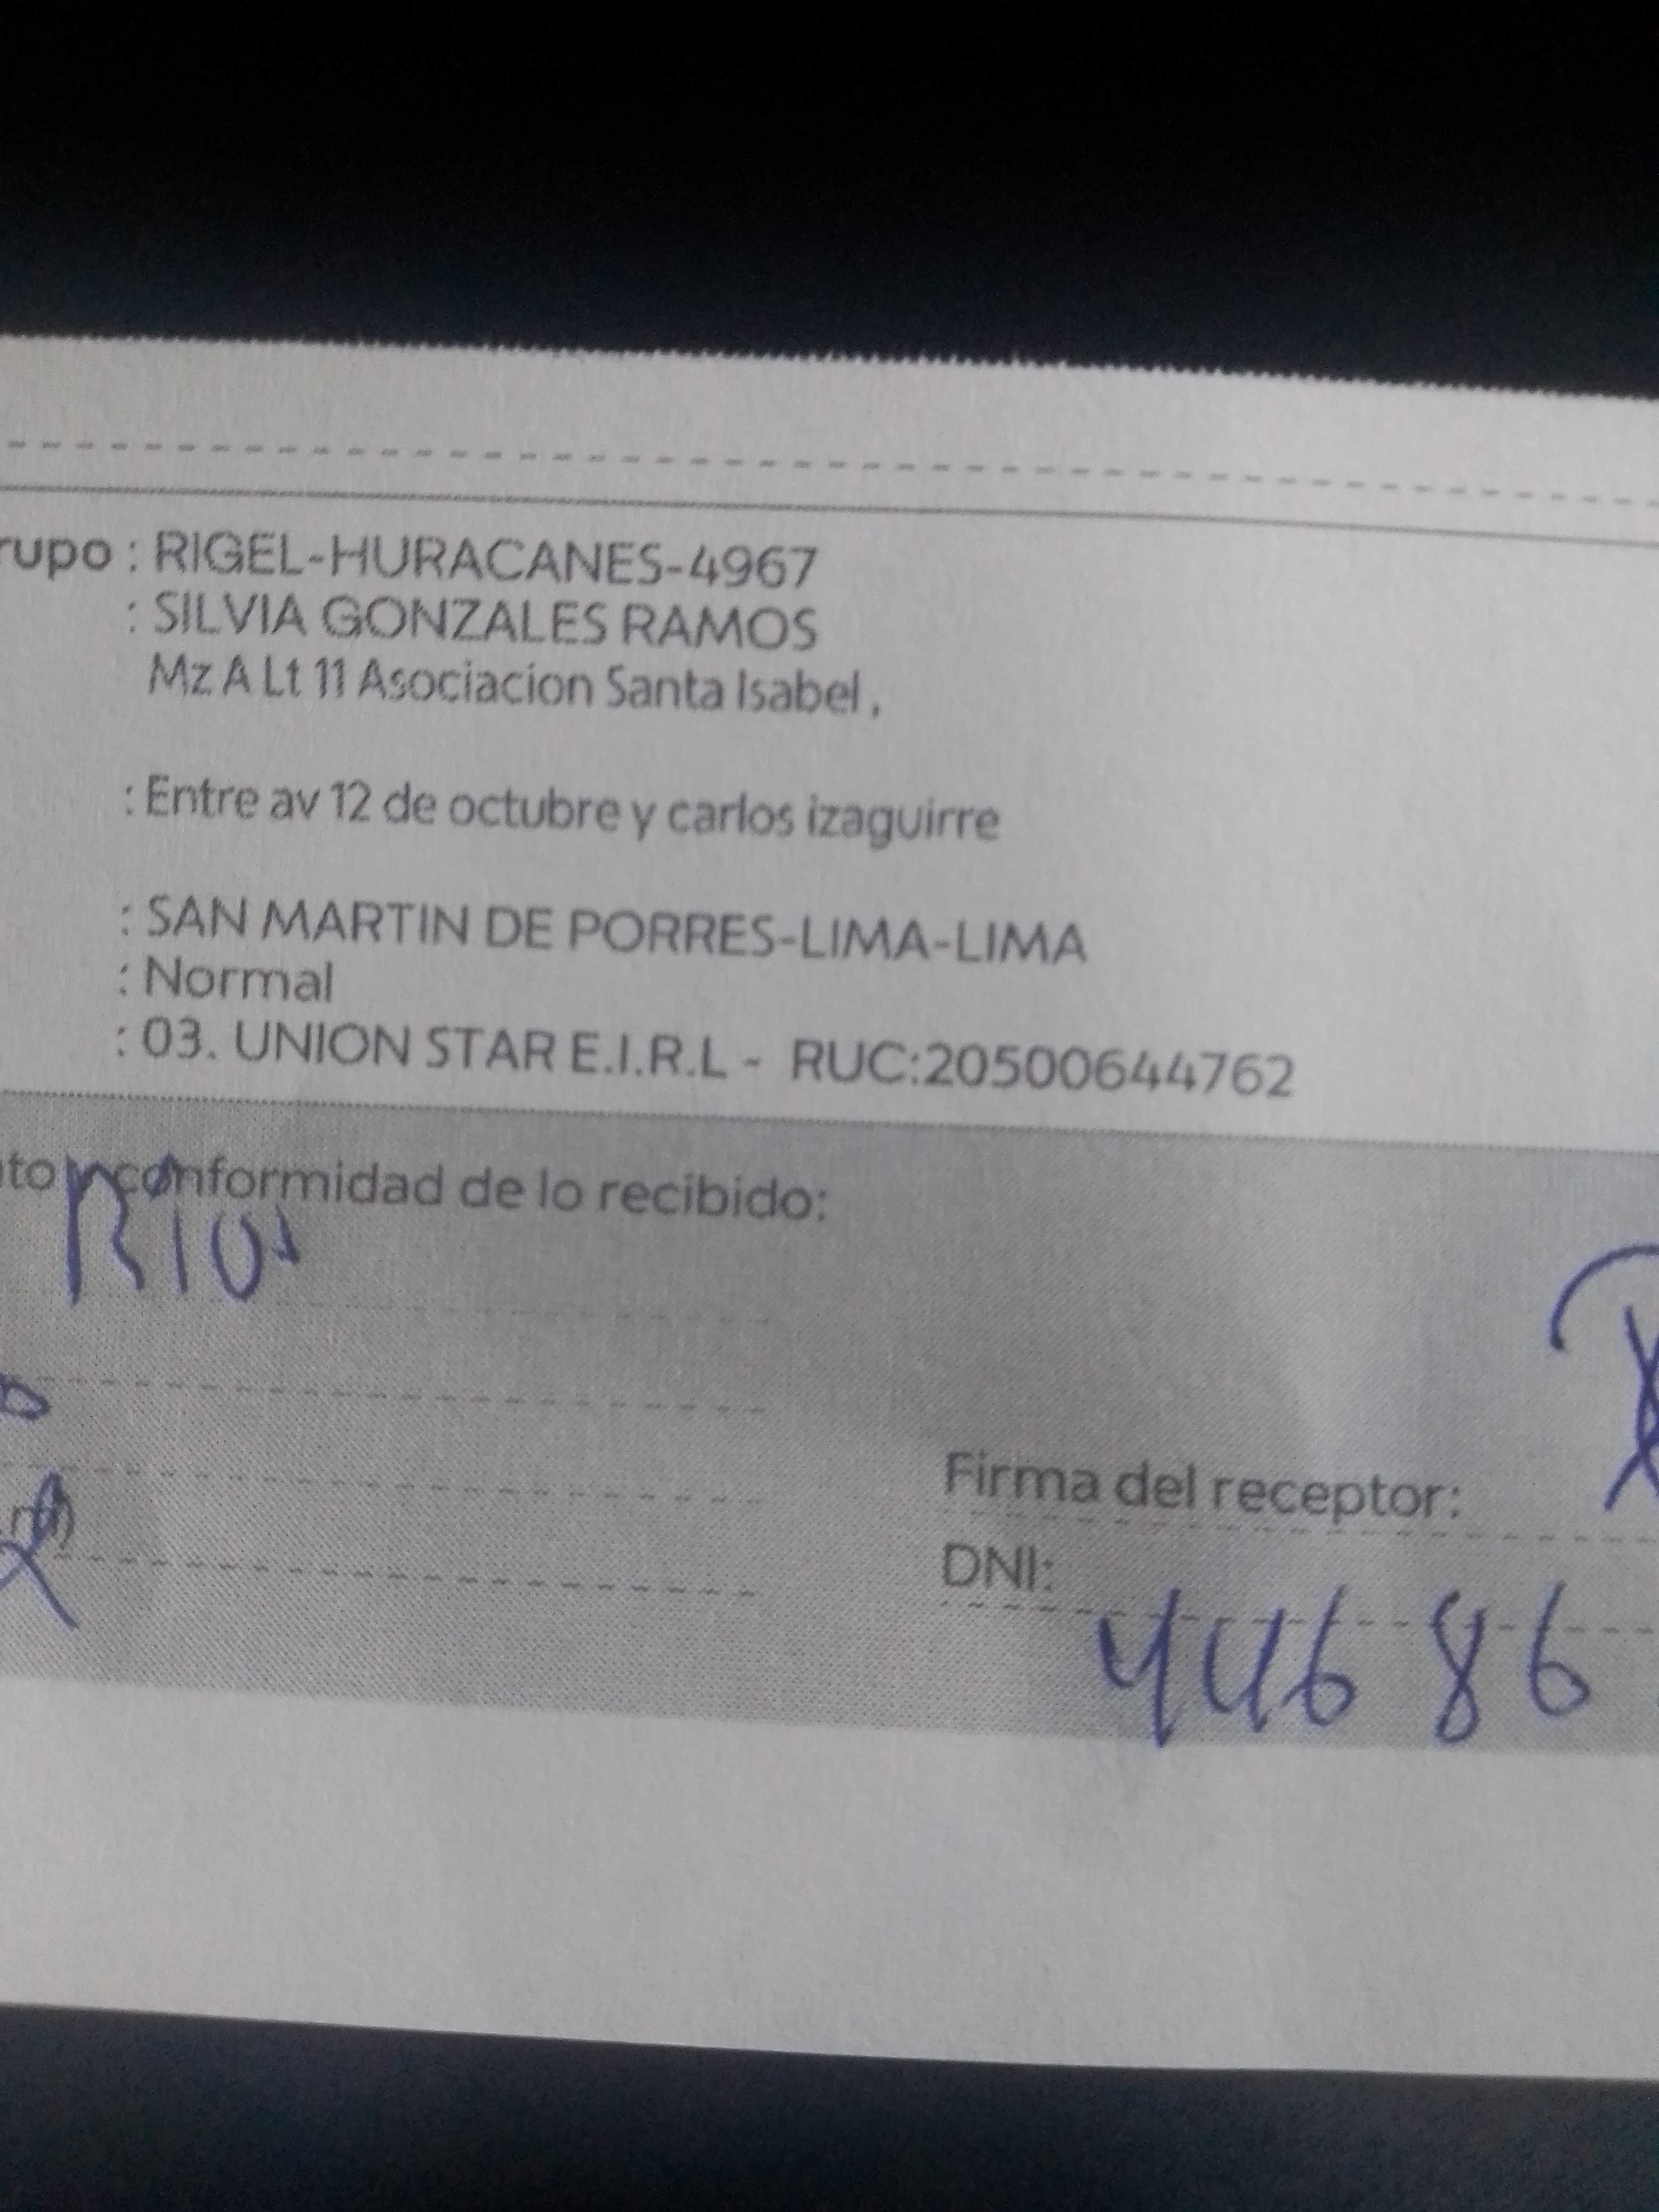 rupo : RIGEL-HURACANES-4967
: SILVIA GONZALES RAMOS
Mz A Lt 11 Asociacion Santa Isabel ,
: Entre av 12 de octubre y carlos izaguirre
: SAN MARTIN DE PORRES-LIMA-LIMA
: Normal
: 03. UNION STAR E.I.R.L - RUC:20500644762
nto y conformidad de lo recibido:
Rios
Firma del receptor:
DNI:
446 86